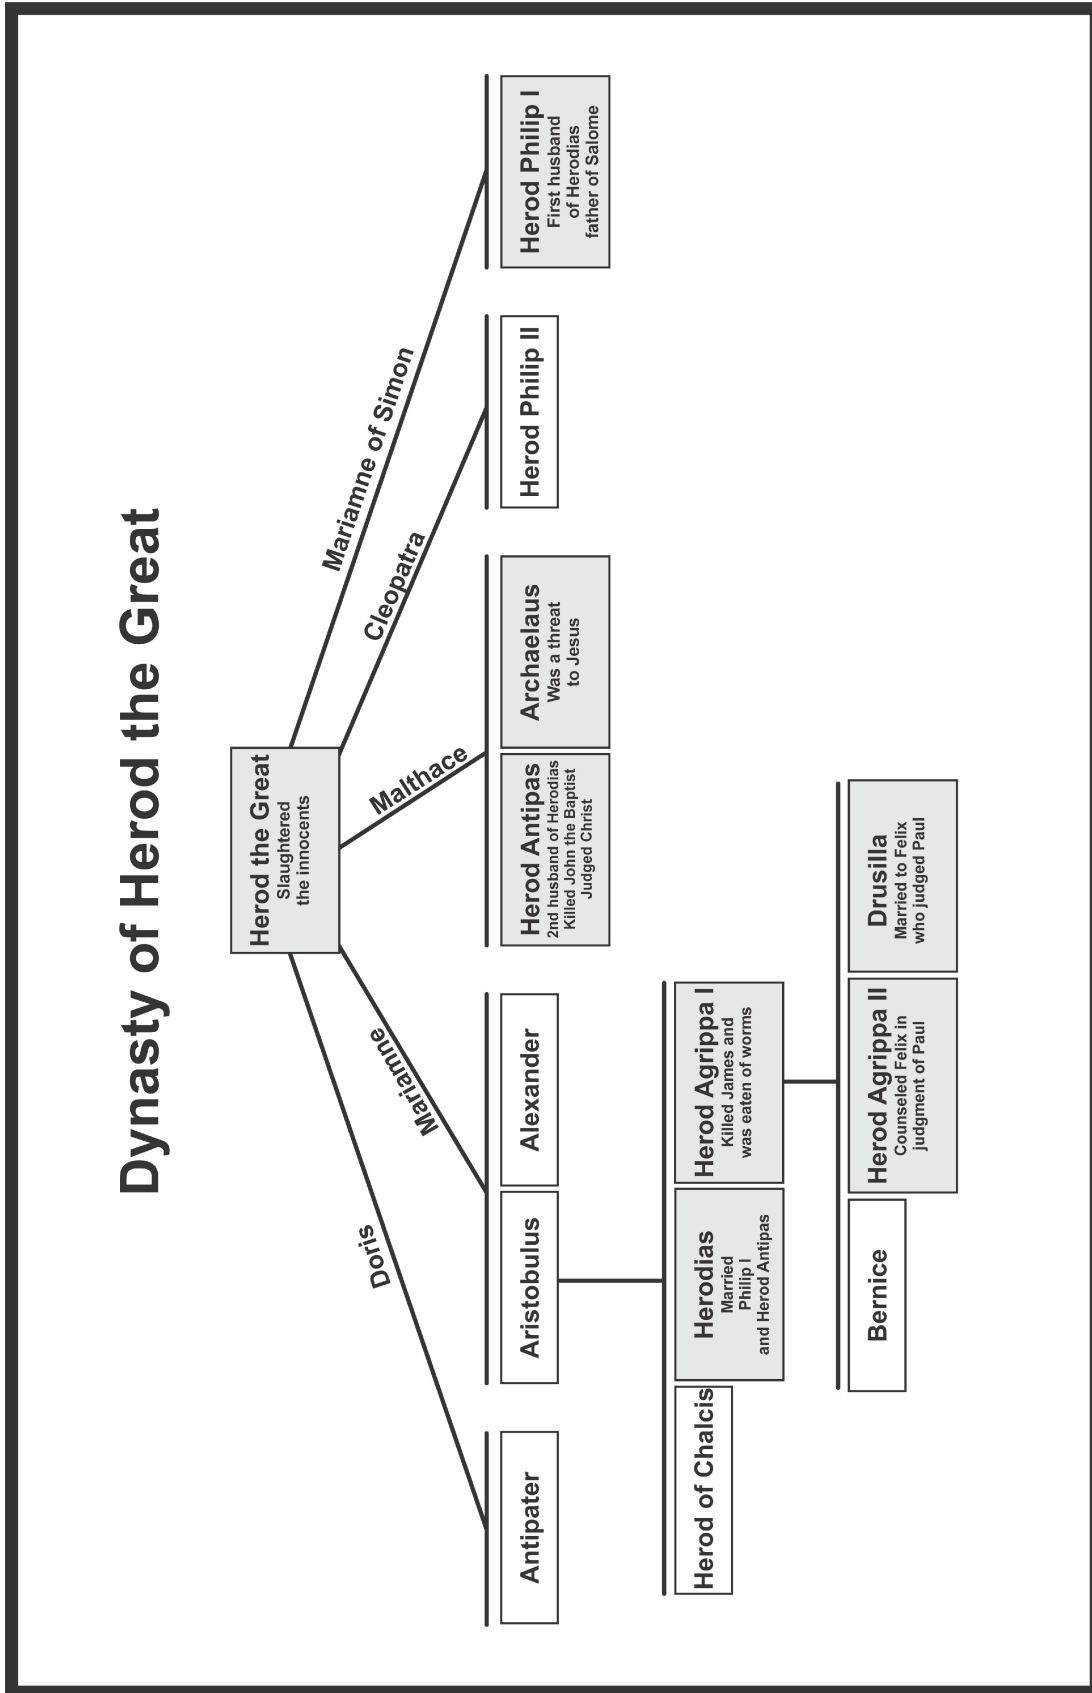 Dynasty of Herod the Great
Herod the Great
Slaughtered
the innocents
Doris
Mariamne
Malthace
Cleopatra
Mariamne of Simon
Antipater
Aristobulus
Alexander
Herod Antipas
2nd husband of Herodias
Killed John the Baptist
Judged Christ
Archaelaus
Was a threat
to Jesus
Herod Philip II
Herod Philip I
First husband
of Herodias
father of Salome
Herod of Chalcis
Herodias
Married
Philip I
and Herod Antipas
Herod Agrippa I
Killed James and
was eaten of worms
Bernice
Herod Agrippa II
Counseled Felix in
judgment of Paul
Drusilla
Married to Felix
who judged Paul